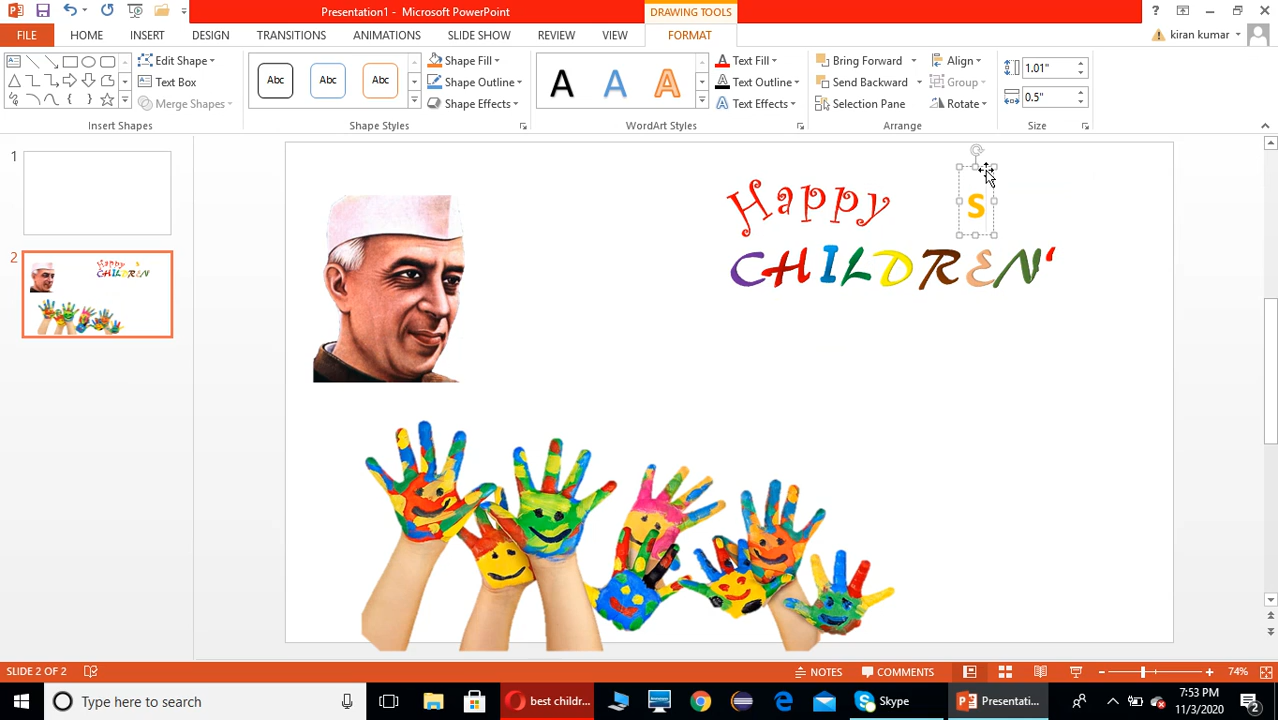 Presentation1 - Microsoft PowerPoint
DRAWING TOOLS
?
FILE
HOME
INSERT
DESIGN
TRANSITIONS
ANIMATIONS
SLIDE SHOW
REVIEW
VIEW
FORMAT
kiran kumar
Edit Shape
Text Box
Merge Shapes
Insert Shapes
Abc
Abc
Abc
Shape Fill
Shape Outline
Shape Effects
Shape Styles
A
A
A
Text Fill
Text Outline
Text Effects
WordArt Styles
Bring Forward
Send Backward
Selection Pane
Align
Group
Rotate
Arrange
1.01"
0.5"
Size
1
2
Happy
CHILDREN
Happy
s
CHILDREN'
SLIDE 2 OF 2
NOTES
COMMENTS
74%
Type here to search
best childr...
Skype
Presentati...
7:53 PM
11/3/2020
2